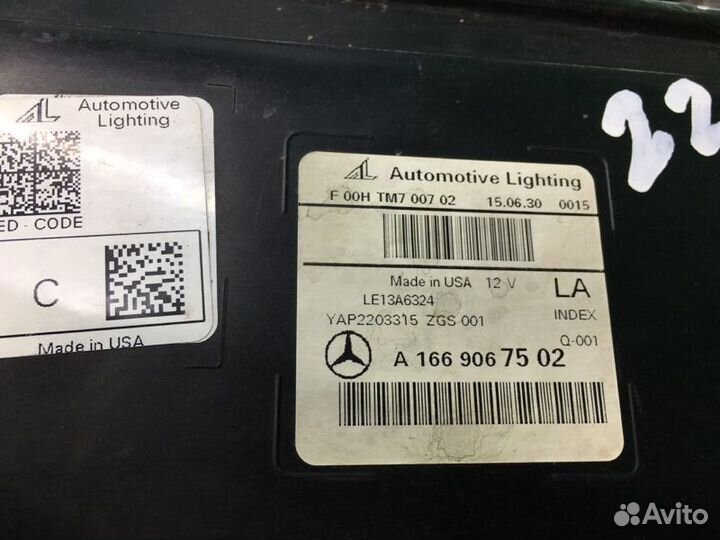 Automotive
Lighting
ED - CODE
C
Made in USA
AL Automotive Lighting
F 00H TM7 007 02 15.06.30 0015
Made in USA 12 V LA
LE13A6324 INDEX
YAP2203315 ZGS 001
Q-001
A 166 906 75 02
22
Avito